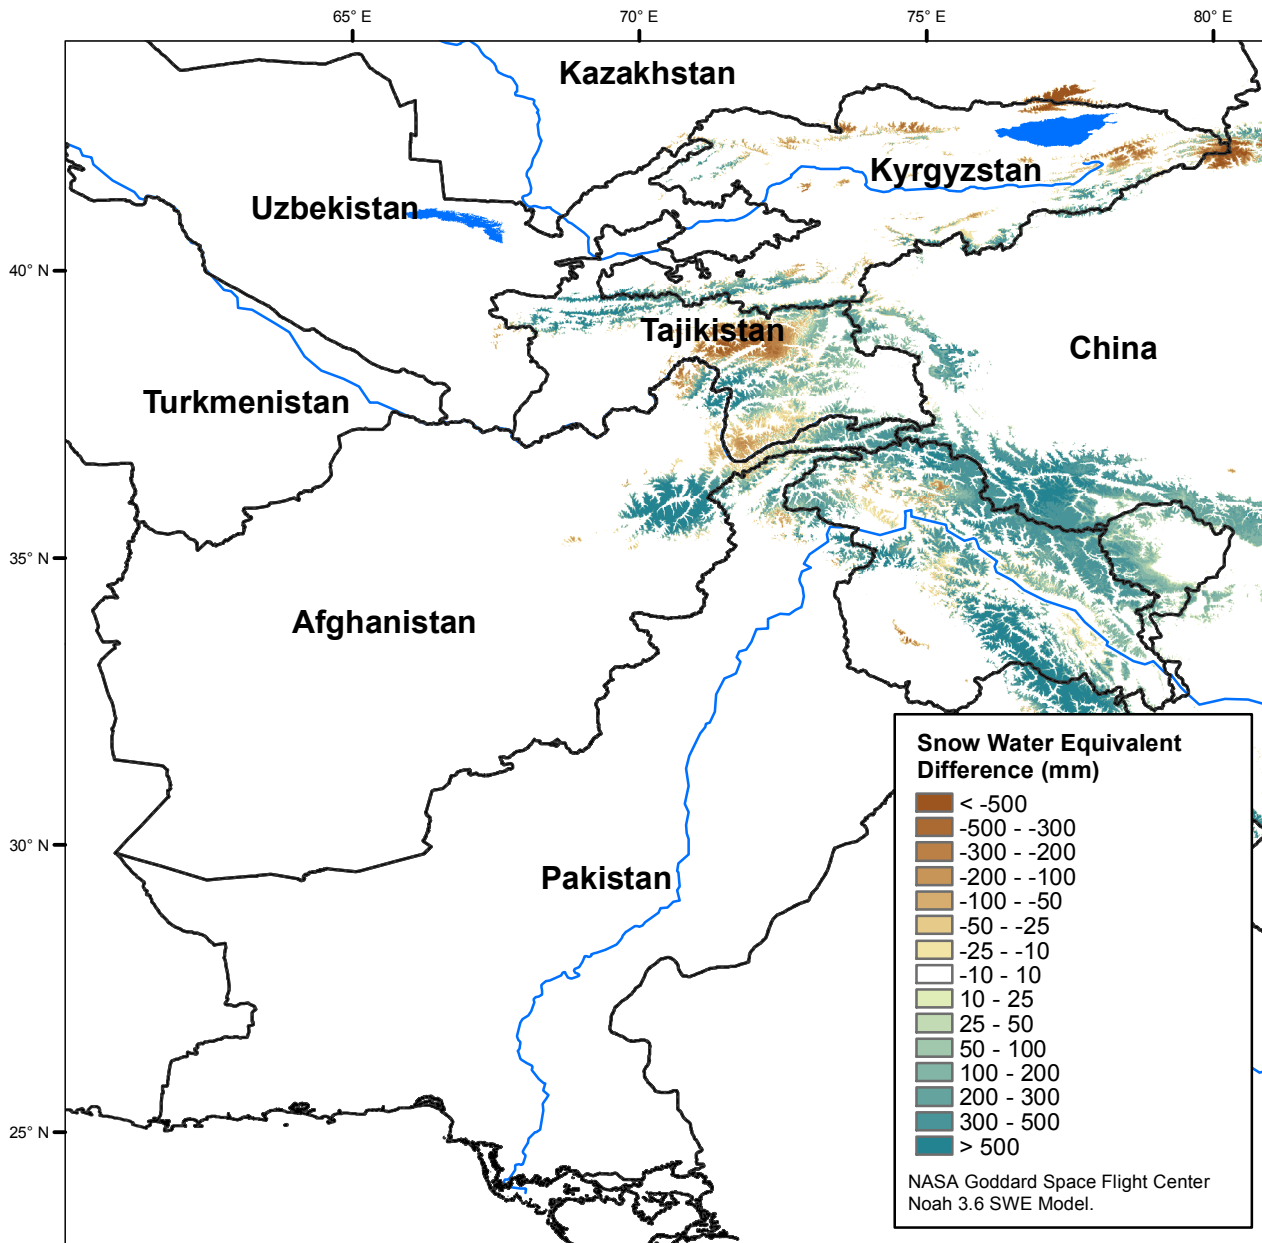 65° E 70° E 75° E 80° E
Kazakhstan
Kyrgyzstan
Uzbekistan
40° N
Tajikistan
China
Turkmenistan
35° N
Afghanistan
30° N
Pakistan
25° N
Snow Water Equivalent
Difference (mm)
< -500
-500 - -300
-300 - -200
-200 - -100
-100 - -50
-50 - -25
-25 - -10
-10 - 10
10 - 25
25 - 50
50 - 100
100 - 200
200 - 300
300 - 500
> 500
NASA Goddard Space Flight Center
Noah 3.6 SWE Model.